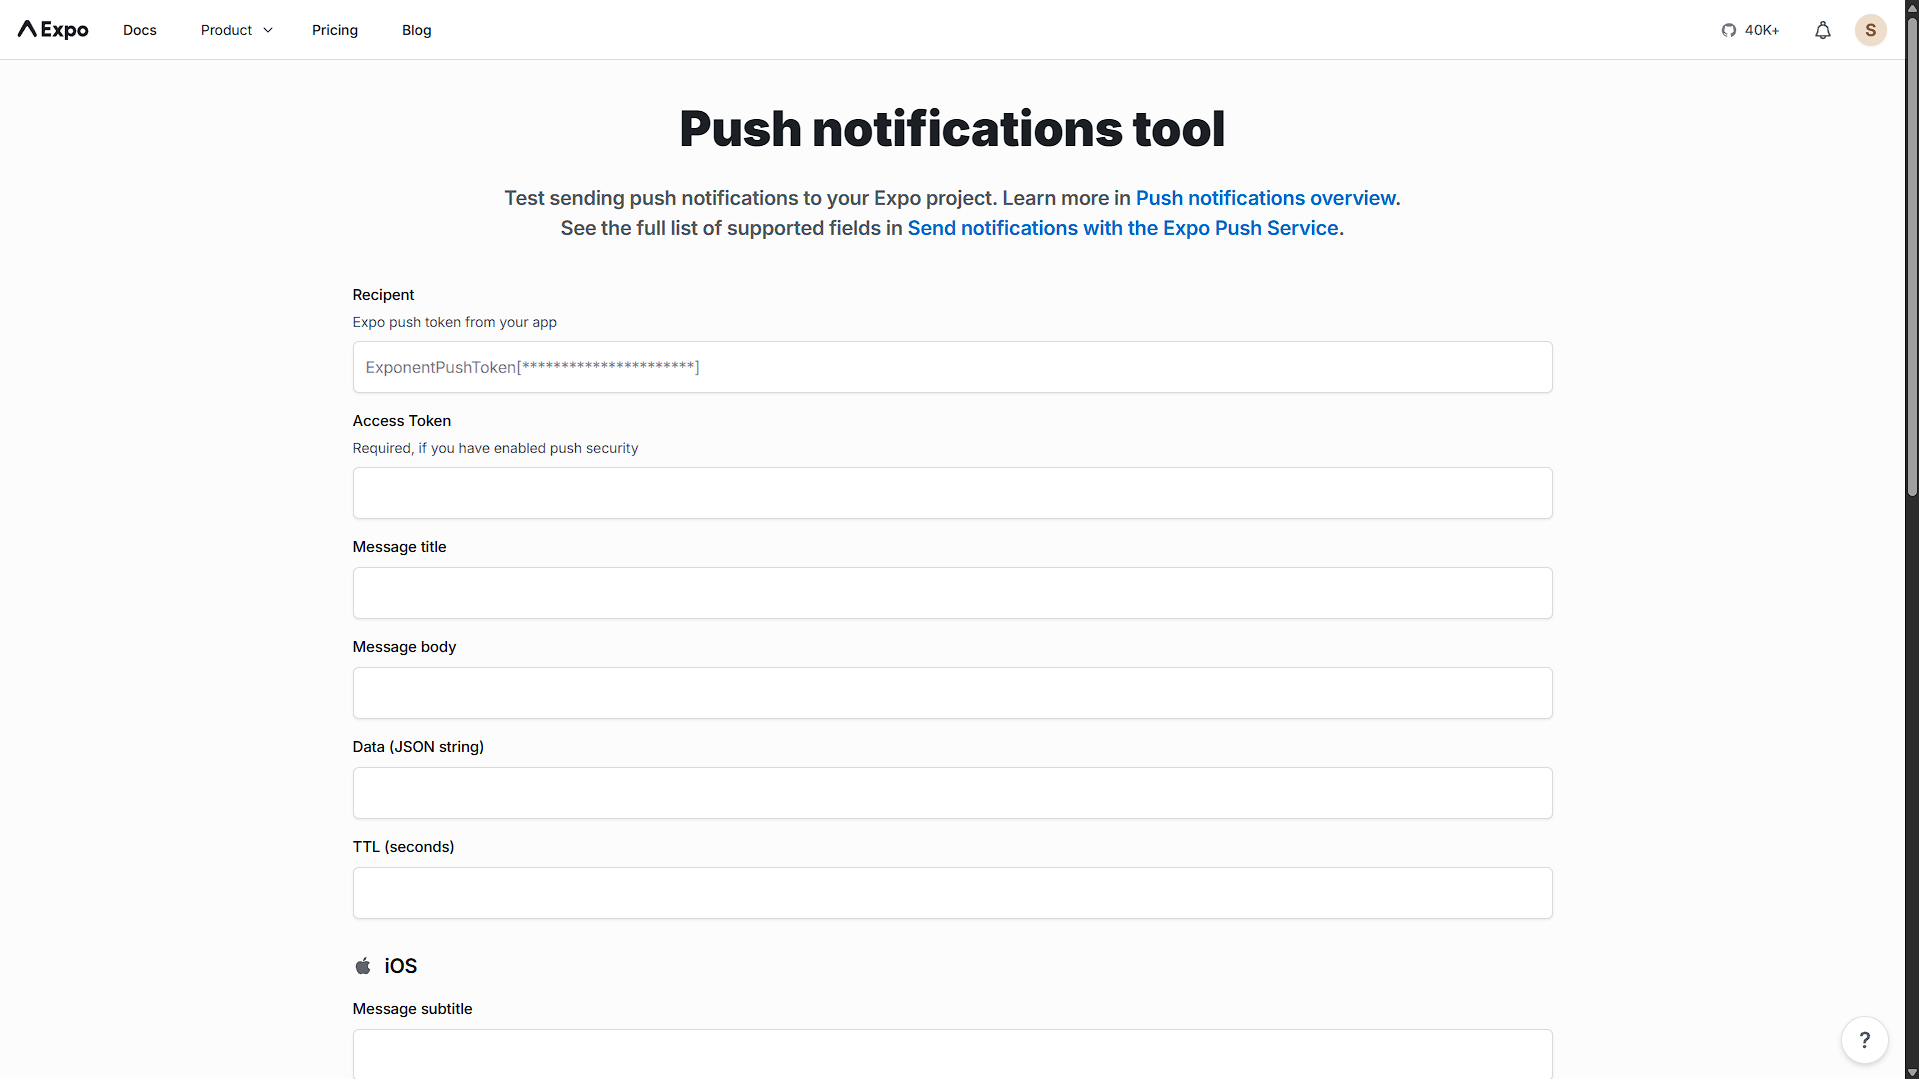 Expo Docs Product Pricing Blog 40K+ S
Push notifications tool
Test sending push notifications to your Expo project. Learn more in Push notifications overview.
See the full list of supported fields in Send notifications with the Expo Push Service.
Recipent
Expo push token from your app
ExponentPushToken[**********************]
Access Token
Required, if you have enabled push security
Message title
Message body
Data (JSON string)
TTL (seconds)
iOS
Message subtitle
?